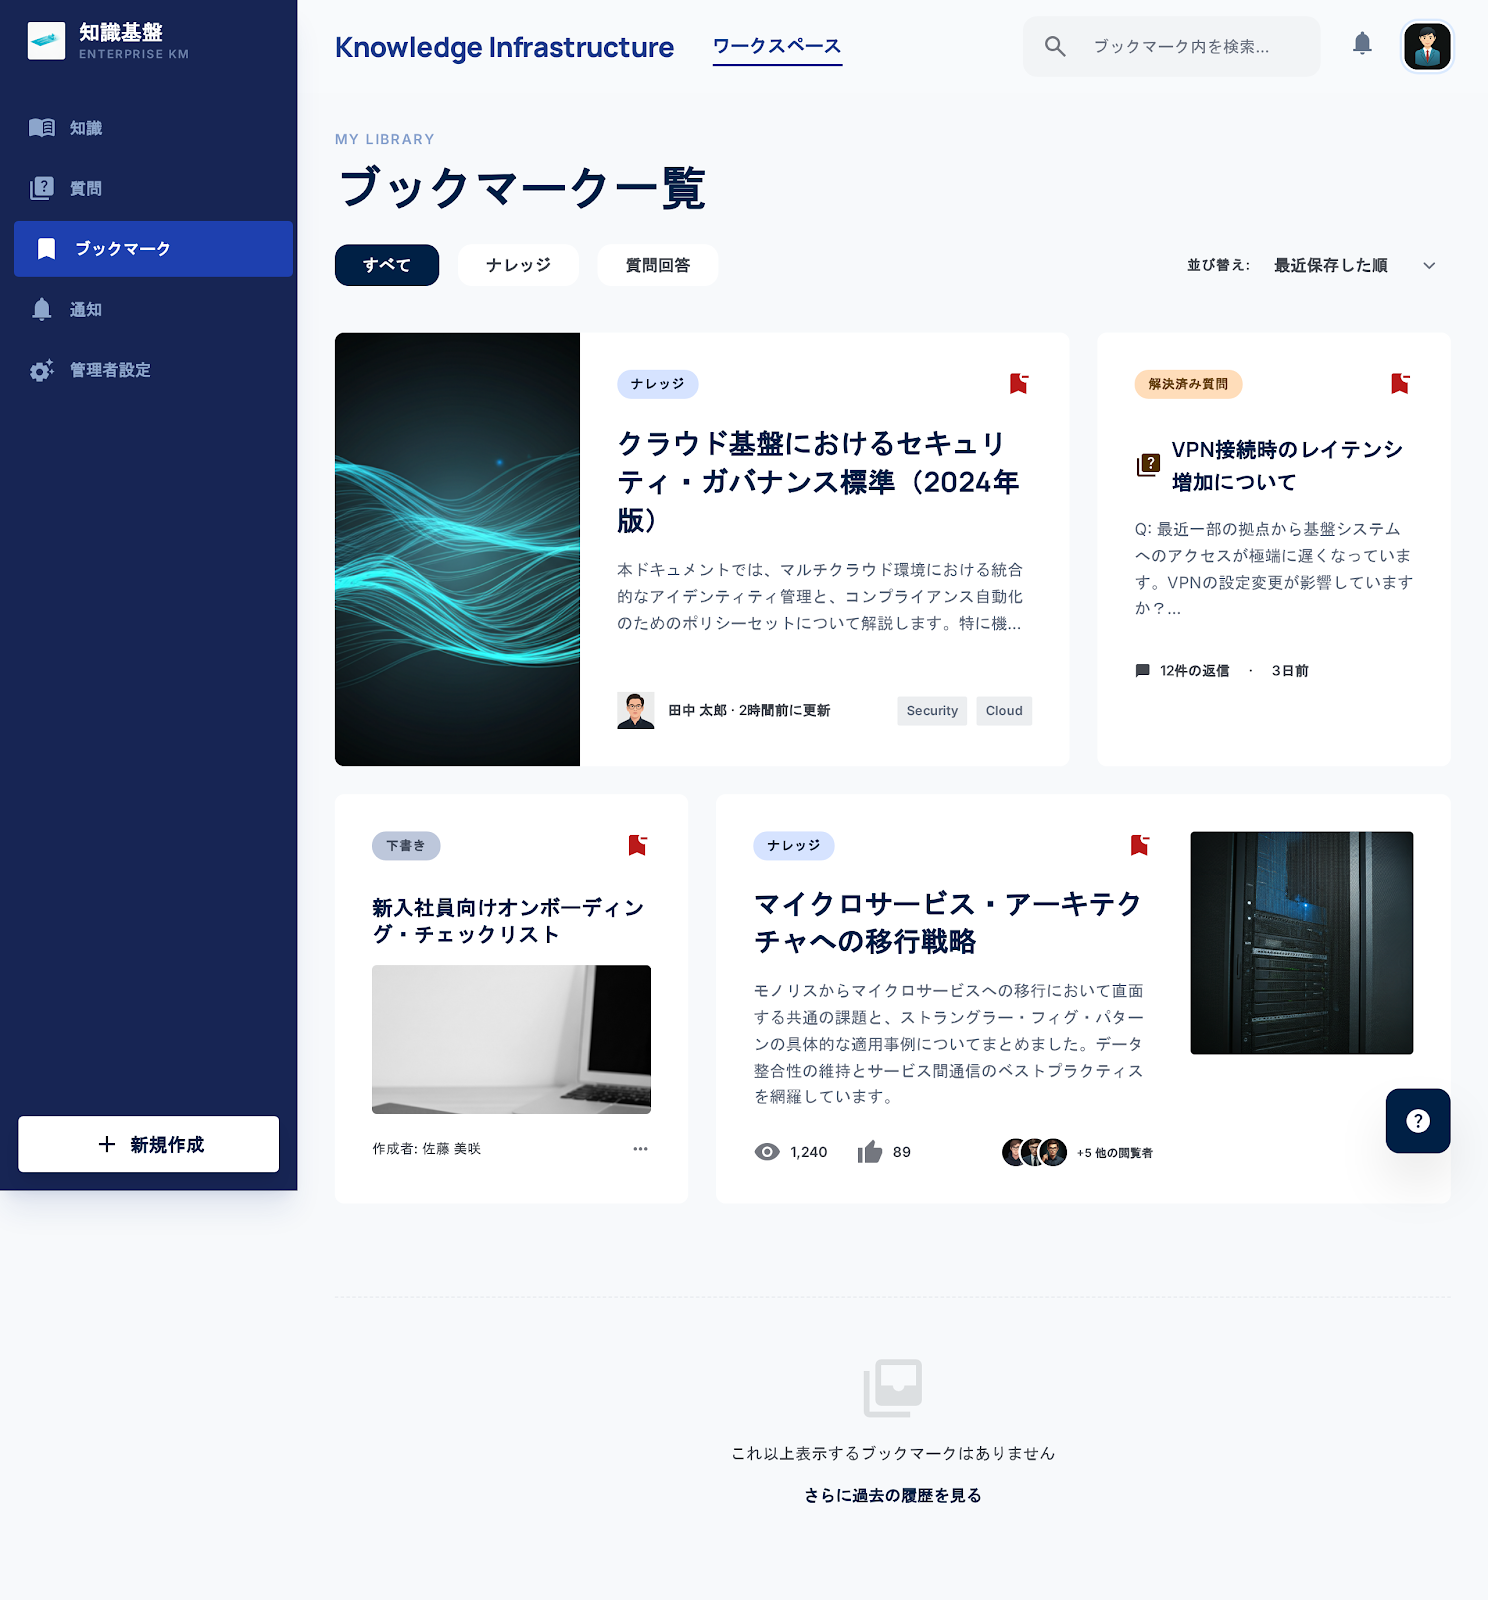 知識基盤
ENTERPRISE KM
知識
質問
ブックマーク
通知
管理者設定
新規作成
Knowledge Infrastructure
ワークスペース
ブックマーク内を検索...
MY LIBRARY
ブックマーク一覧
すべて
ナレッジ
質問回答
並び替え:
最近保存した順
ナレッジ
クラウド基盤におけるセキュリ
ティ・ガバナンス標準（2024年
版）
本ドキュメントでは、マルチクラウド環境における統合
的なアイデンティティ管理と、コンプライアンス自動化
のためのポリシーセットについて解説します。特に機...
田中 太郎 · 2時間前に更新
Security
Cloud
解決済み質問
VPN接続時のレイテンシ
増加について
Q: 最近一部の拠点から基盤システム
へのアクセスが極端に遅くなっていま
す。VPNの設定変更が影響しています
か？...
12件の返信 · 3日前
下書き
新入社員向けオンボーディン
グ・チェックリスト
作成者: 佐藤 美咲
ナレッジ
マイクロサービス・アーキテク
チャへの移行戦略
モノリスからマイクロサービスへの移行において直面
する共通の課題と、ストラングラー・フィグ・パター
ンの具体的な適用事例についてまとめました。データ
整合性の維持とサービス間通信のベストプラクティス
を網羅しています。
1,240
89
+5 他の閲覧者
これ以上表示するブックマークはありません
さらに過去の履歴を見る